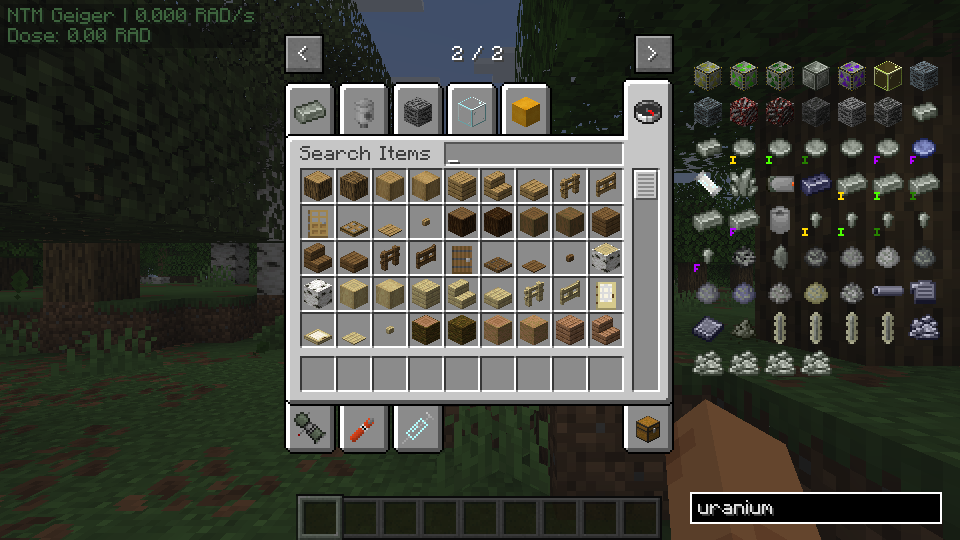 NTM Geiger | 0.000 RAD/s
Dose: 0.00 RAD
< 2/2 >
Search Items _
I I I F F
I I I
F I I I
F
uranium